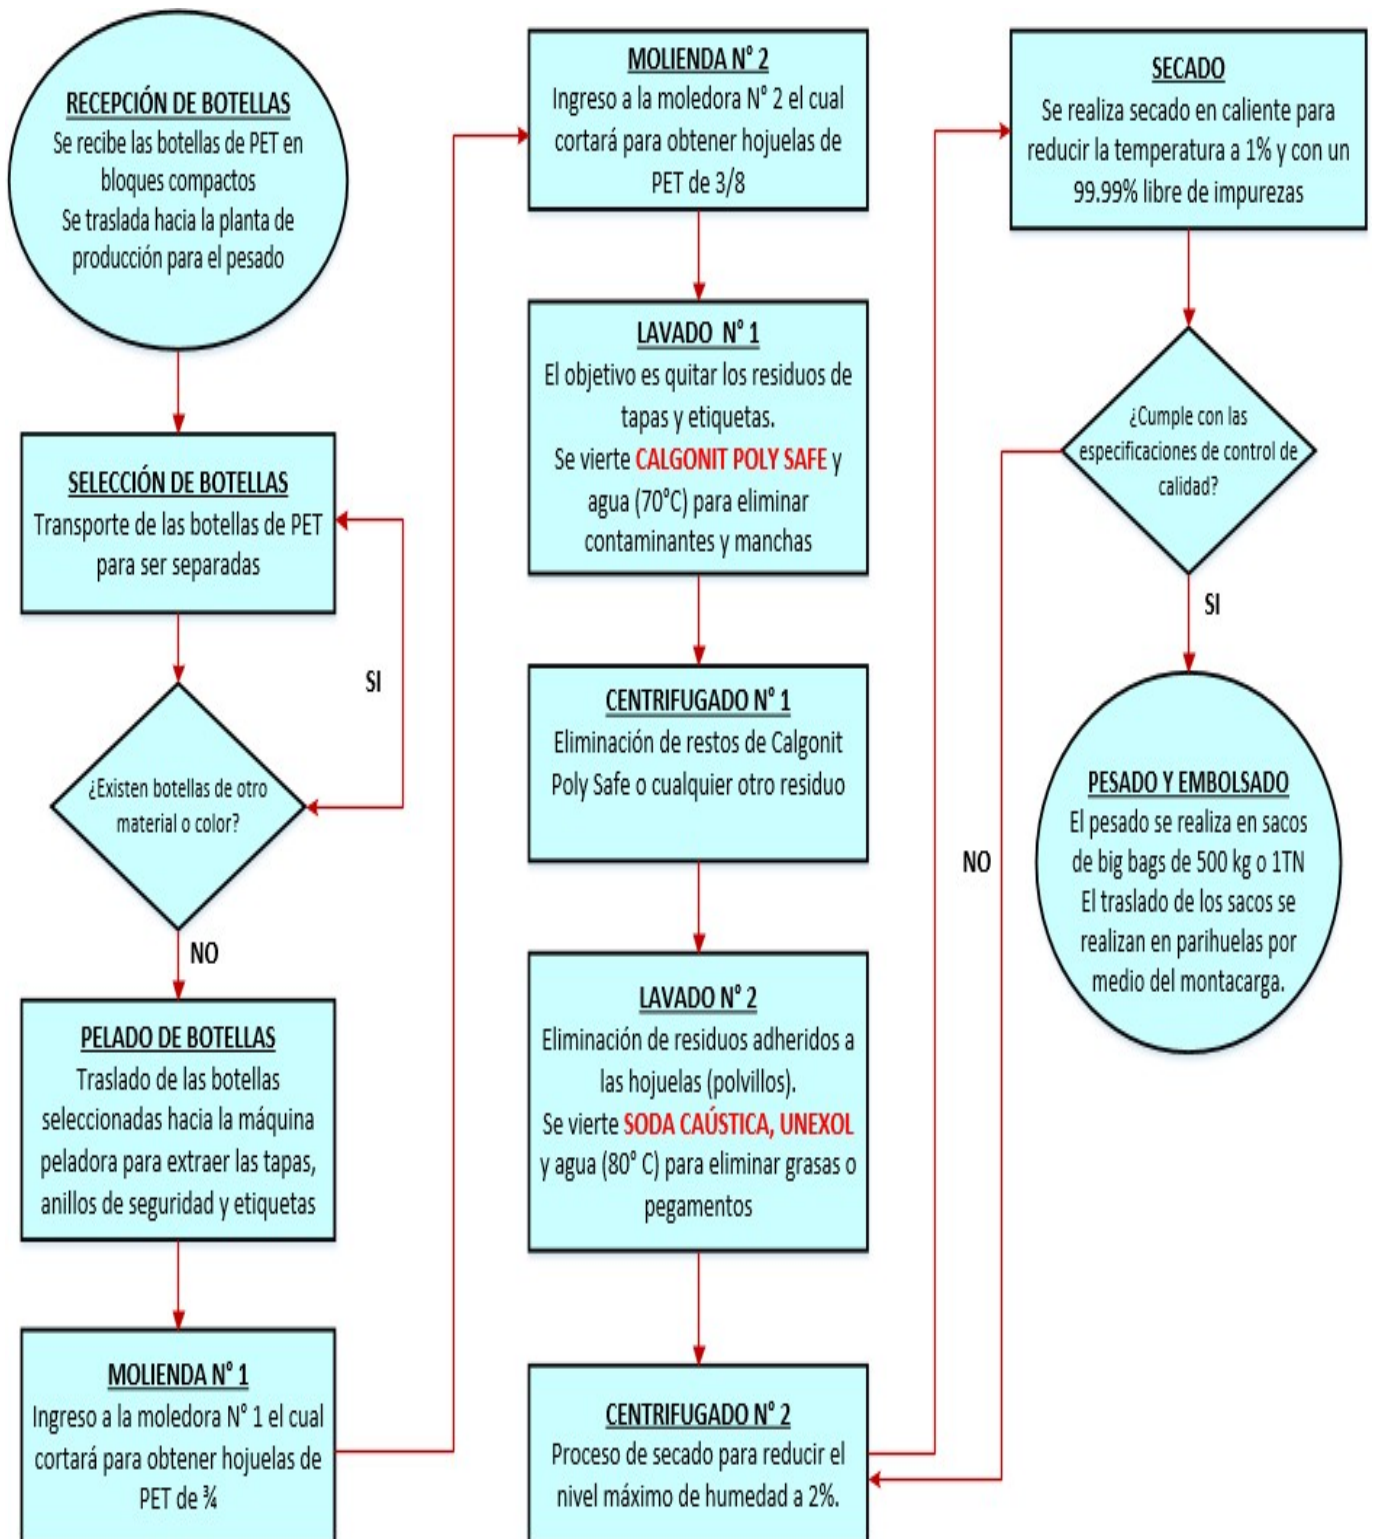 RECEPCIÓN DE BOTELLAS
Se recibe las botellas de PET en
bloques compactos
Se traslada hacia la planta de
producción para el pesado
SELECCIÓN DE BOTELLAS
Transporte de las botellas de PET
para ser separadas
SI
¿Existen botellas de otro
material o color?
NO
PELADO DE BOTELLAS
Traslado de las botellas
seleccionadas hacia la máquina
peladora para extraer las tapas,
anillos de seguridad y etiquetas
MOLIENDA N° 1
Ingreso a la moledora N° 1 el cual
cortará para obtener hojuelas de
PET de ¾
MOLIENDA N° 2
Ingreso a la moledora N° 2 el cual
cortará para obtener hojuelas de
PET de 3/8
LAVADO N° 1
El objetivo es quitar los residuos de
tapas y etiquetas.
Se vierte CALGONIT POLY SAFE y
agua (70°C) para eliminar
contaminantes y manchas
CENTRIFUGADO N° 1
Eliminación de restos de Calgonit
Poly Safe o cualquier otro residuo
LAVADO N° 2
Eliminación de residuos adheridos a
las hojuelas (polvillos).
Se vierte SODA CAÚSTICA, UNEXOL
y agua (80° C) para eliminar grasas o
pegamentos
CENTRIFUGADO N° 2
Proceso de secado para reducir el
nivel máximo de humedad a 2%.
SECADO
Se realiza secado en caliente para
reducir la temperatura a 1% y con un
99.99% libre de impurezas
¿Cumple con las
especificaciones de control de
calidad?
SI
NO
PESADO Y EMBOLSADO
El pesado se realiza en sacos
de big bags de 500 kg o 1TN
El traslado de los sacos se
realizan en parihuelas por
medio del montacarga.